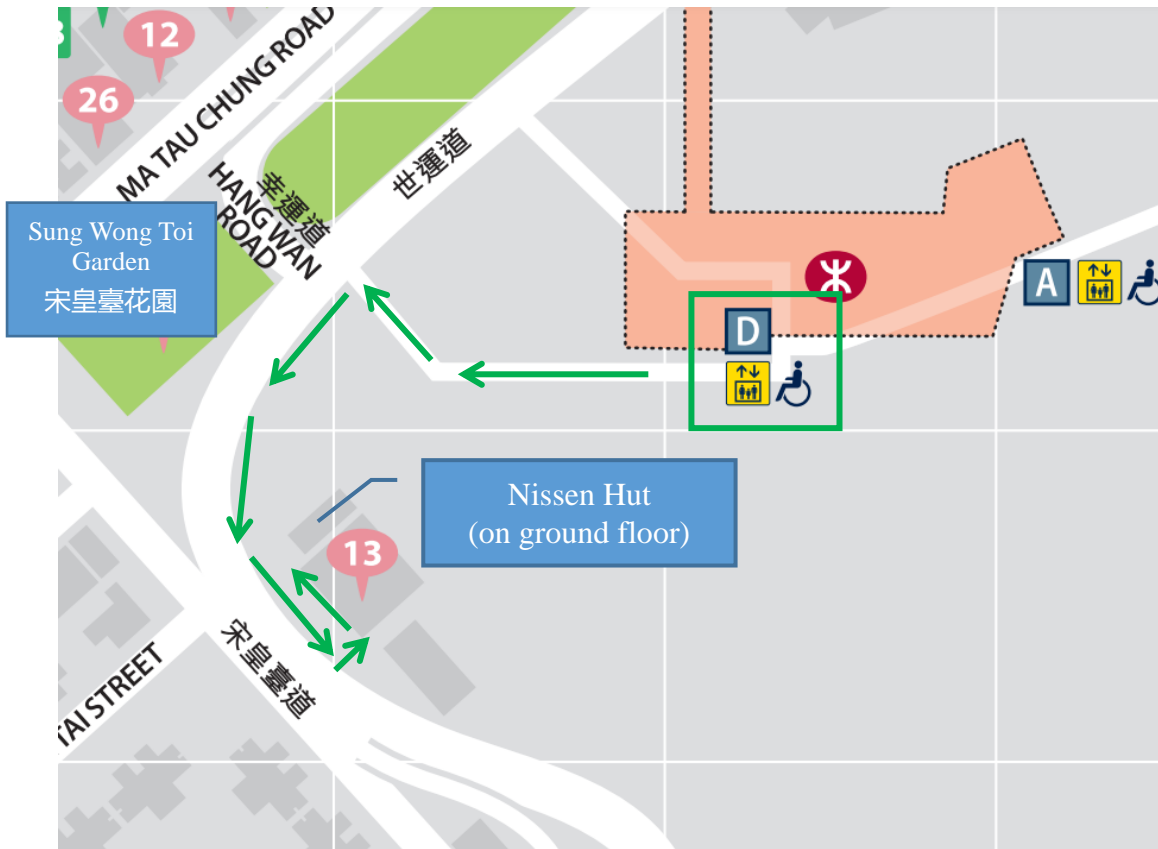 12
26
MA TAU CHUNG ROAD
幸運道
HANG WAN
ROAD
世運道
Sung Wong Toi
Garden
宋皇臺花園
A
D
Nissen Hut
(on ground floor)
13
宋皇臺道
TAI STREET